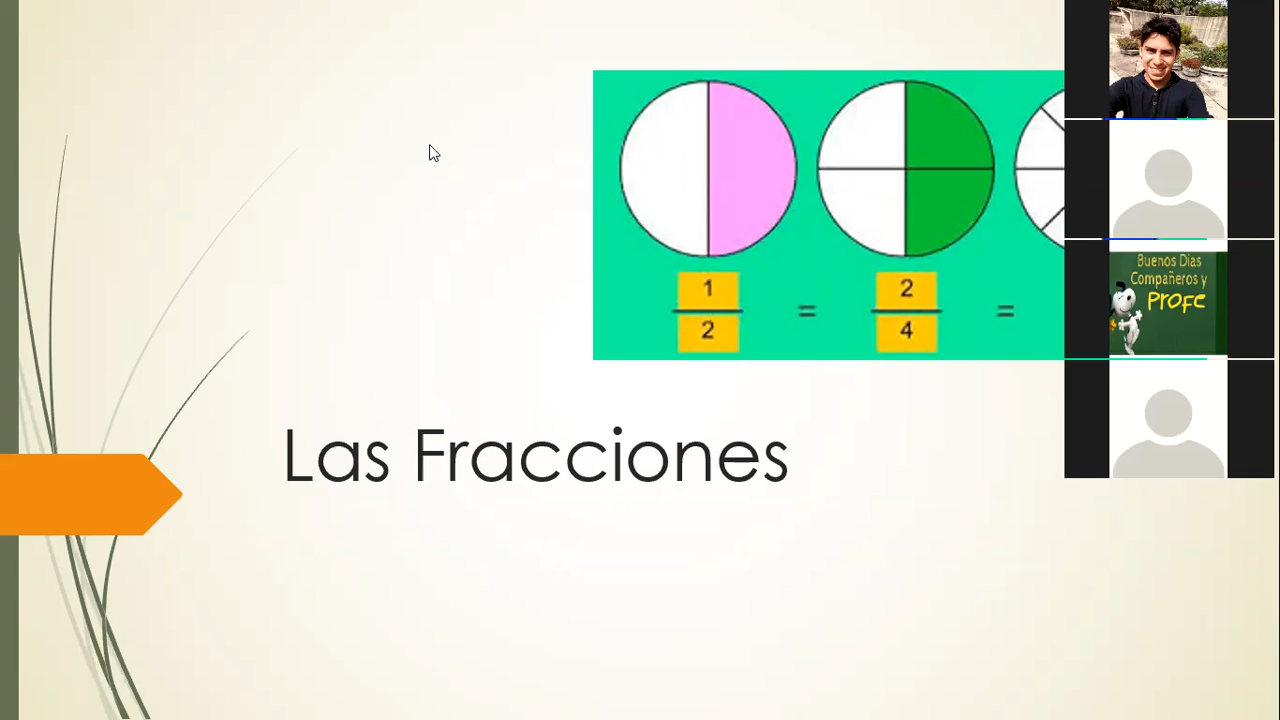 1 2
= =
2 4
Las Fracciones
Buenos Dias
Compañeros y
PROFE